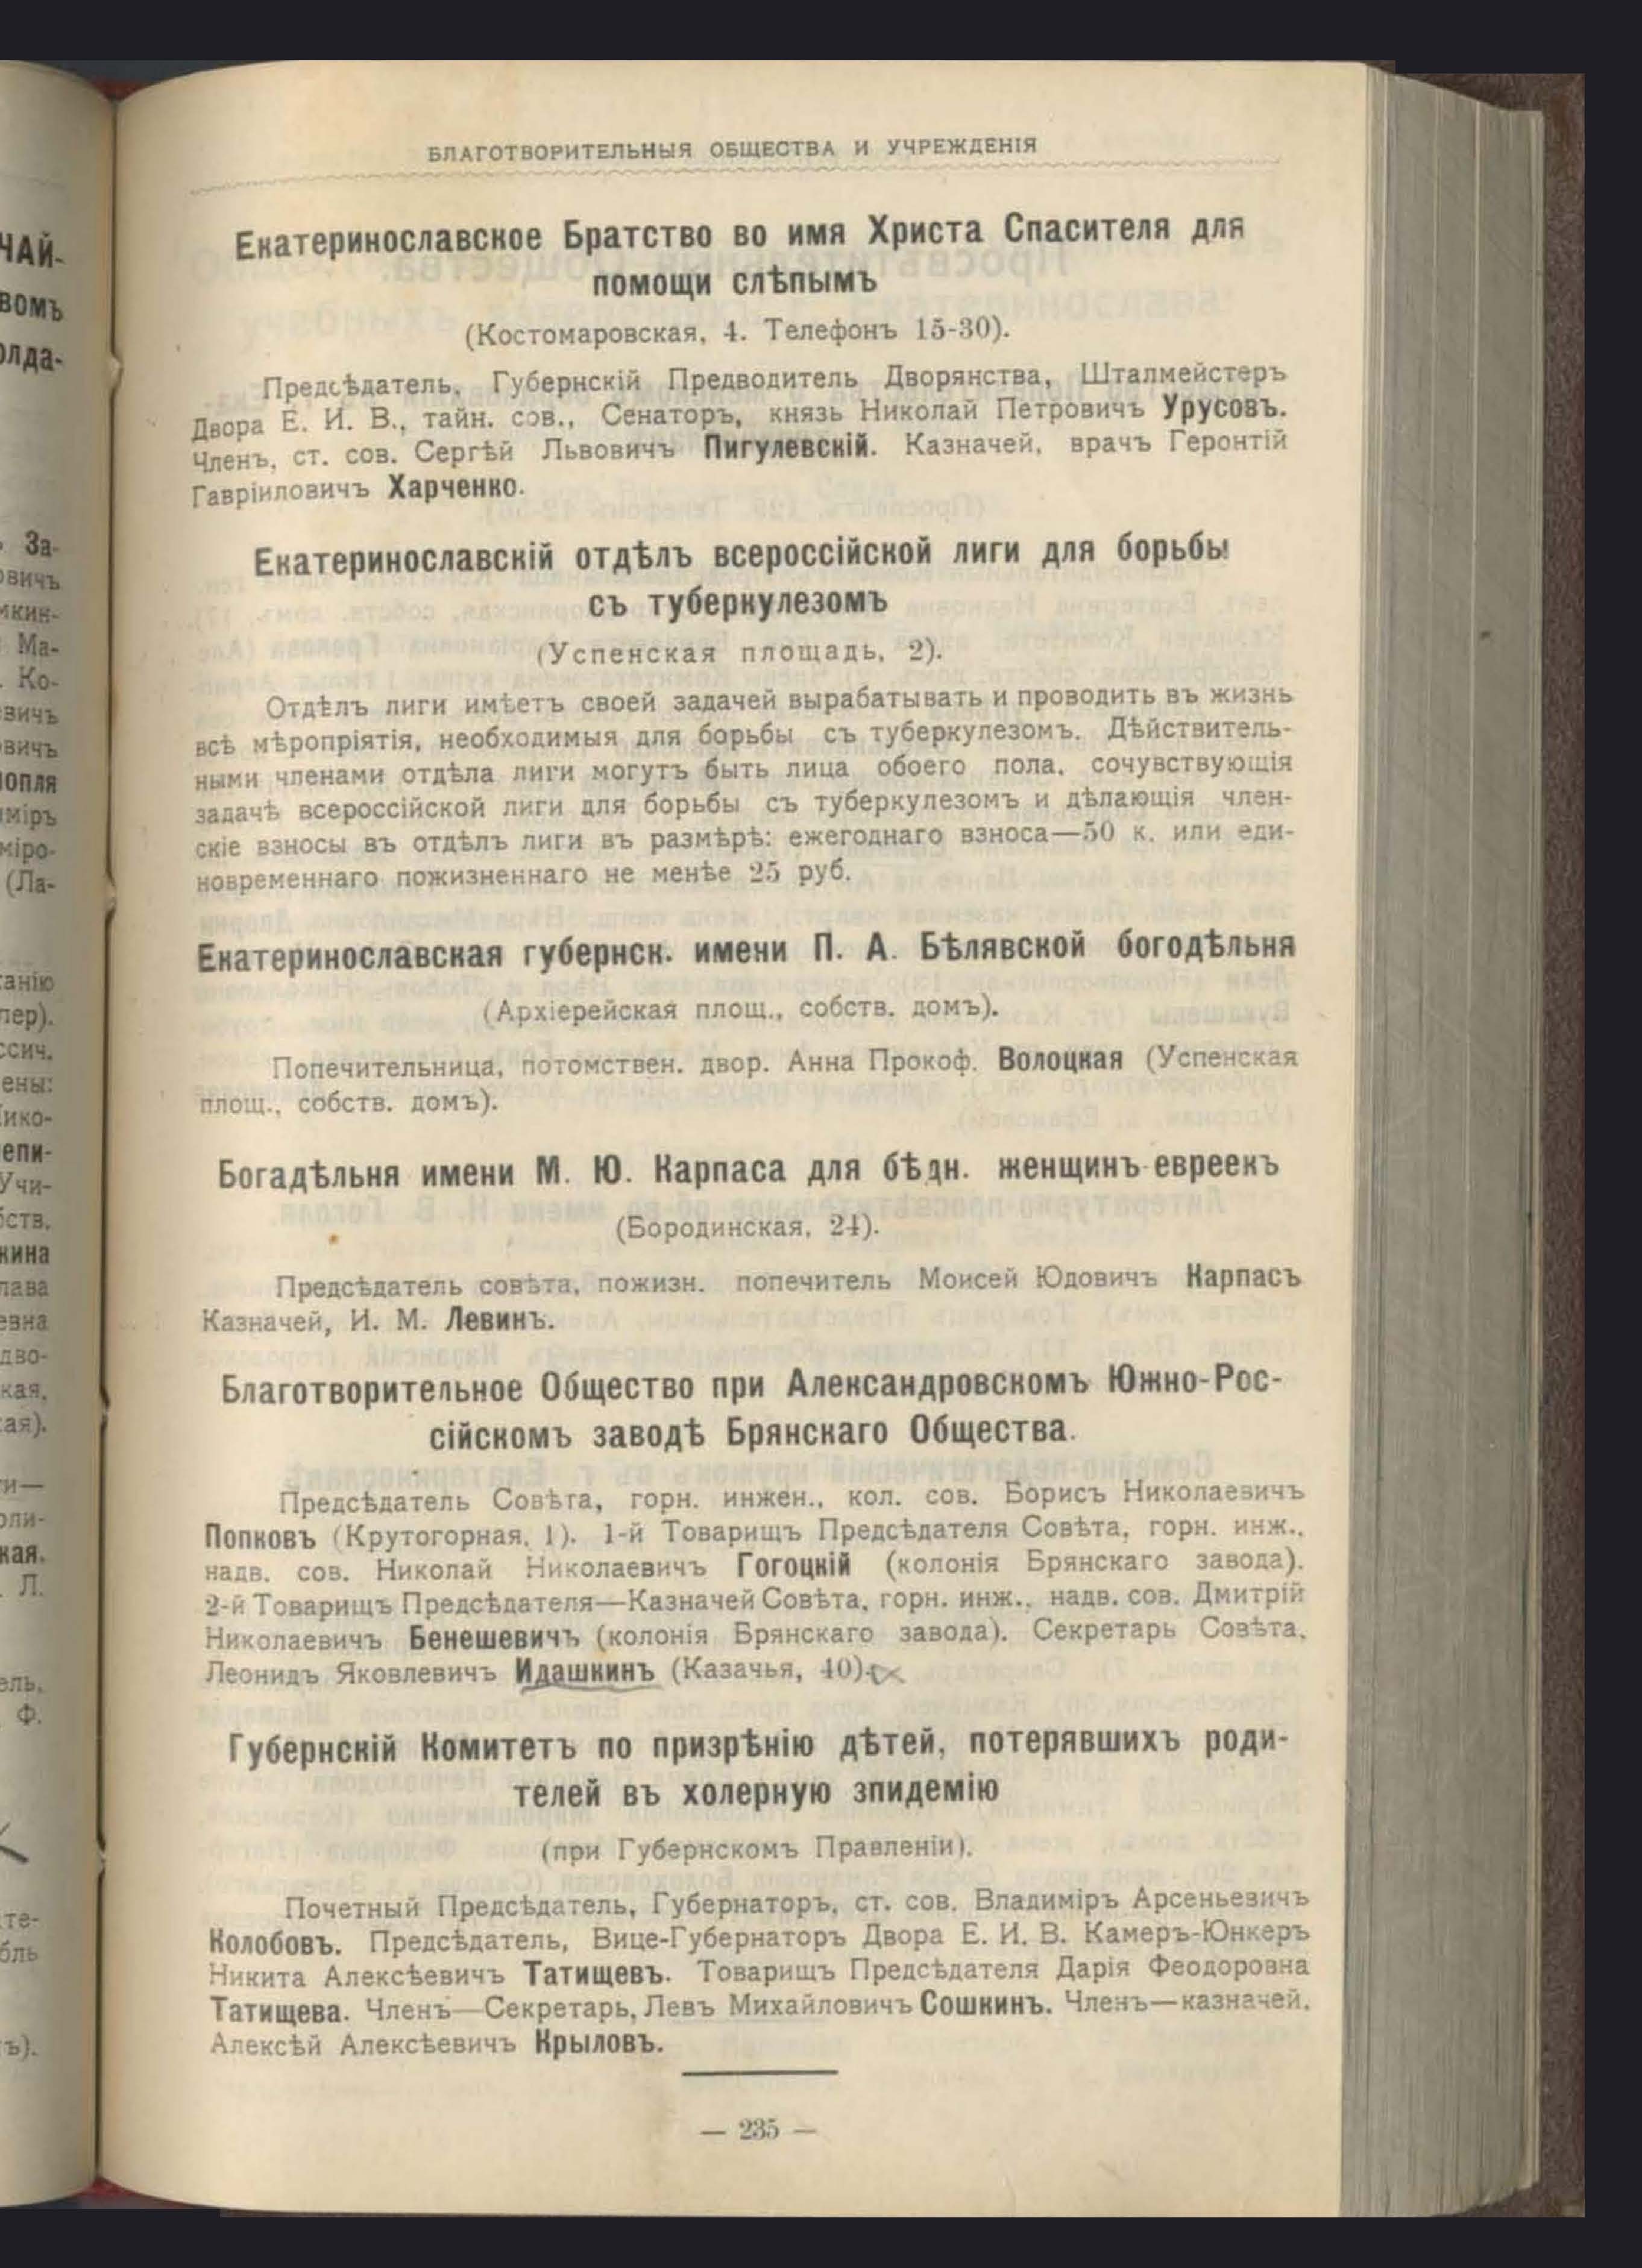 БЛАГОТВОРИТЕЛЬНЫЯ ОБЩЕСТВА И УЧРЕЖДЕНІЯ
Екатеринославское Братство во имя Христа Спасителя для
помощи слѣпымъ
(Костомаровская, 4. Телефонъ 15-30).
Предсѣдатель, Губернскій Предводитель Дворянства, Шталмейстеръ
Двора Е. И. В., тайн. сов., Сенаторъ, князь Николай Петровичъ Урусовъ.
Членъ, ст. сов. Сергѣй Львовичъ Пигулевскій. Казначей, врачъ Геронтій
Гавріиловичъ Харченко.
Екатеринославскій отдѣлъ всероссійской лиги для борьбы
съ туберкулезомъ
(Успенская площадь, 2).
Отдѣлъ лиги имѣетъ своей задачей вырабатывать и проводить въ жизнь
всѣ мѣропріятія, необходимыя для борьбы съ туберкулезомъ. Дѣйствитель-
ными членами отдѣла лиги могутъ быть лица обоего пола, сочувствующія
задачѣ всероссійской лиги для борьбы съ туберкулезомъ и дѣлающія член-
скіе взносы въ отдѣлъ лиги въ размѣрѣ: ежегоднаго взноса—50 к. или еди-
новременнаго пожизненнаго не менѣе 25 руб.
Екатеринославская губернск. имени П. А. Бѣлявской богодѣльня
(Архіерейская площ., собств. домъ).
Попечительница, потомствен. двор. Анна Прокоф. Волоцкая (Успенская
площ., собств. домъ).
Богадѣльня имени М. Ю. Карпаса для бѣдн. женщинъ-евреекъ
(Бородинская, 24).
Предсѣдатель совѣта, пожизн. попечитель Моисей Юдовичъ Карпасъ
Казначей, И. М. Левинъ.
Благотворительное Общество при Александровскомъ Южно-Рос-
сійскомъ заводѣ Брянскаго Общества.
Предсѣдатель Совѣта, горн. инжен., кол. сов. Борисъ Николаевичъ
Попковъ (Крутогорная, 1). 1-й Товарищъ Предсѣдателя Совѣта, горн. инж.,
надв. сов. Николай Николаевичъ Гогоцкій (колонія Брянскаго завода).
2-й Товарищъ Предсѣдателя—Казначей Совѣта, горн. инж., надв. сов. Дмитрій
Николаевичъ Бенешевичъ (колонія Брянскаго завода). Секретарь Совѣта,
Леонидъ Яковлевичъ Идашкинъ (Казачья, 40).
Губернскій Комитетъ по призрѣнію дѣтей, потерявшихъ роди-
телей въ холерную эпидемію
(при Губернскомъ Правленіи).
Почетный Предсѣдатель, Губернаторъ, ст. сов. Владиміръ Арсеньевичъ
Колобовъ. Предсѣдатель, Вице-Губернаторъ Двора Е. И. В. Камеръ-Юнкеръ
Никита Алексѣевичъ Татищевъ. Товарищъ Предсѣдателя Дарія Феодоровна
Татищева. Членъ—Секретарь, Левъ Михайловичъ Сошкинъ. Членъ—казначей,
Алексѣй Алексѣевичъ Крыловъ.
— 235 —